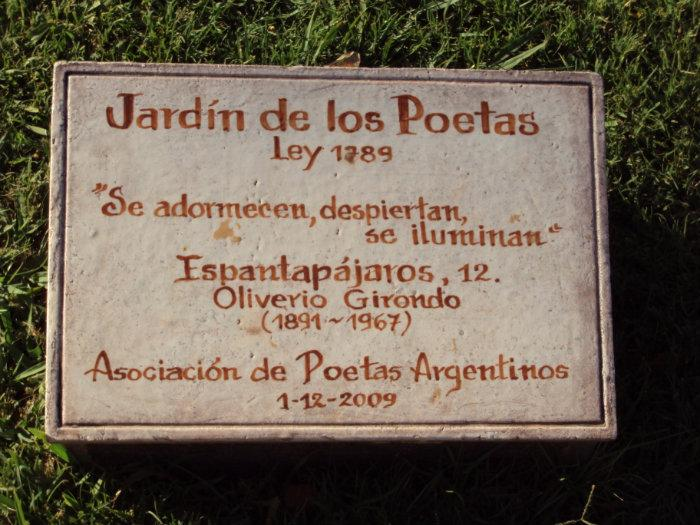 Jardín de los Poetas
Ley 1789
"Se adormecen, despiertan,
se iluminan"
Espantapájaros, 12.
Oliverio Girondo
(1891~1967)
Asociación de Poetas Argentinos
1-12-2009